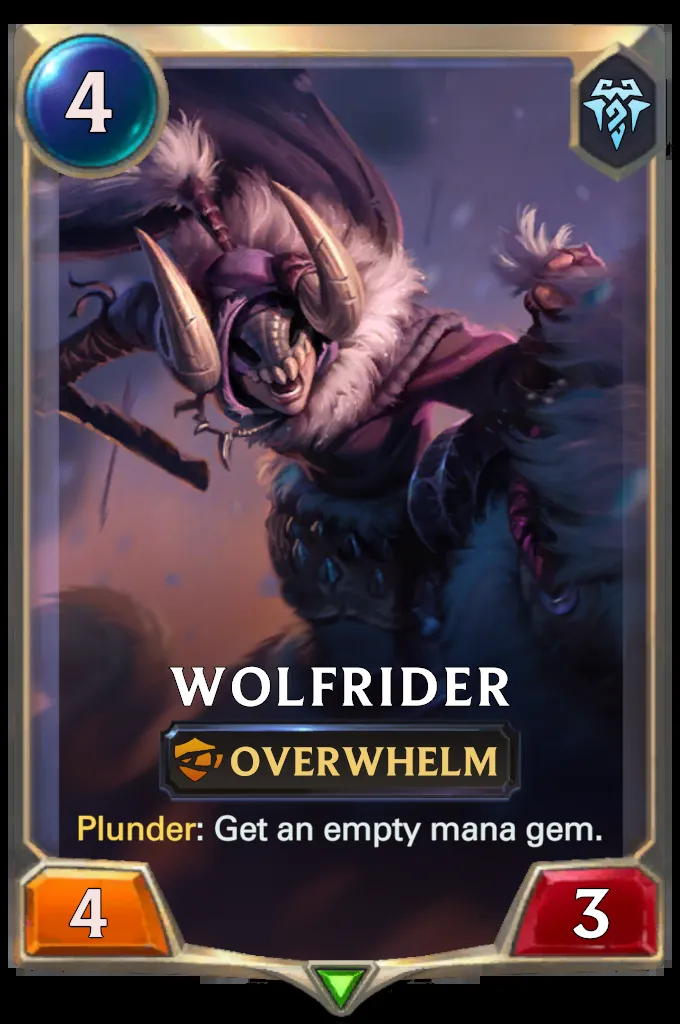 4
WOLFRIDER
OVERWHELM
Plunder: Get an empty mana gem.
4
3